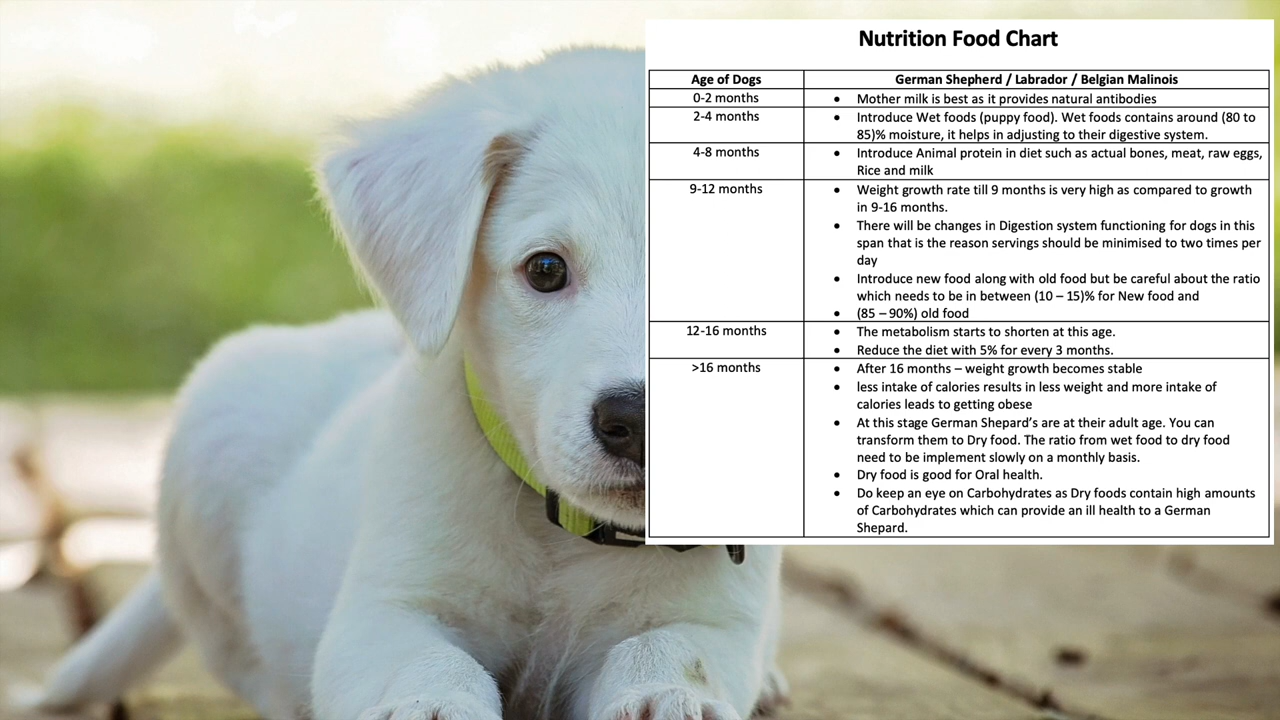 Nutrition Food Chart
Age of Dogs German Shepherd / Labrador / Belgian Malinois
0-2 months • Mother milk is best as it provides natural antibodies
2-4 months • Introduce Wet foods (puppy food). Wet foods contains around (80 to
85)% moisture, it helps in adjusting to their digestive system.
4-8 months • Introduce Animal protein in diet such as actual bones, meat, raw eggs,
Rice and milk
9-12 months • Weight growth rate till 9 months is very high as compared to growth
in 9-16 months.
• There will be changes in Digestion system functioning for dogs in this
span that is the reason servings should be minimised to two times per
day
• Introduce new food along with old food but be careful about the ratio
which needs to be in between (10 – 15)% for New food and
• (85 – 90%) old food
12-16 months • The metabolism starts to shorten at this age.
• Reduce the diet with 5% for every 3 months.
>16 months • After 16 months – weight growth becomes stable
• less intake of calories results in less weight and more intake of
calories leads to getting obese
• At this stage German Shepard’s are at their adult age. You can
transform them to Dry food. The ratio from wet food to dry food
need to be implement slowly on a monthly basis.
• Dry food is good for Oral health.
• Do keep an eye on Carbohydrates as Dry foods contain high amounts
of Carbohydrates which can provide an ill health to a German
Shepard.